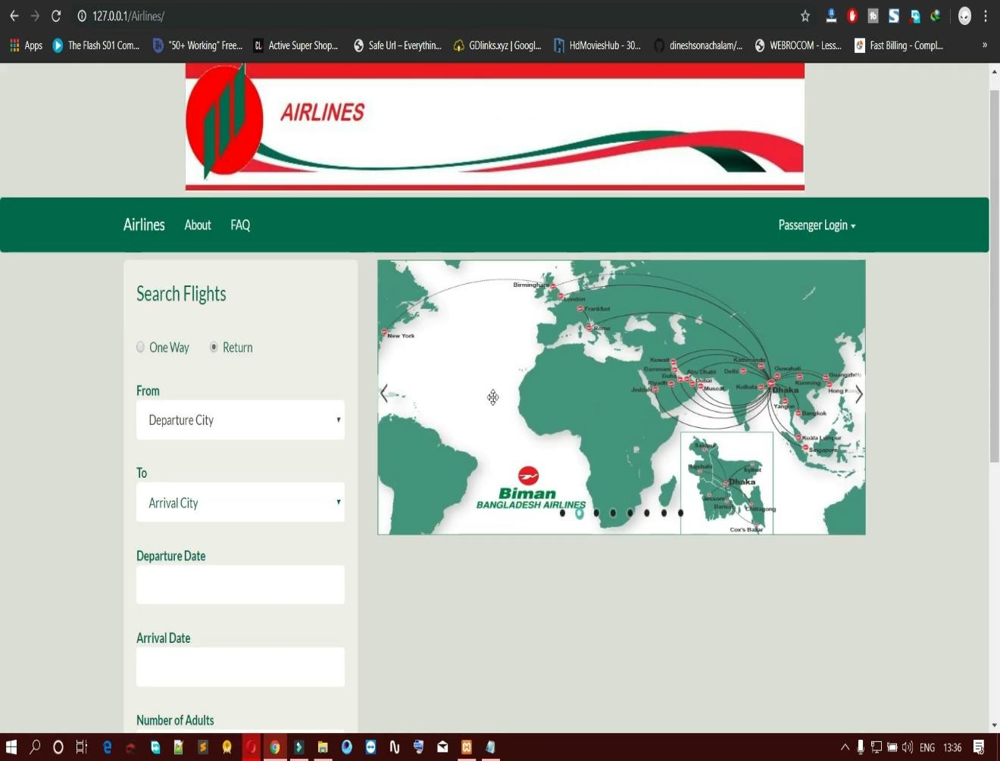 127.0.0.1/Airlines/
Apps
The Flash S01 Com...
"50+ Working" Free...
Active Super Shop...
Safe Url – Everythin...
GDlinks.xyz | Googl...
HdMoviesHub - 30...
dineshsonachalam/...
WEBROCOM - Less...
Fast Billing - Compl...
»
AIRLINES
Airlines
About
FAQ
Passenger Login
Search Flights
One Way
Return
From
Departure City
To
Arrival City
Departure Date
Arrival Date
Number of Adults
Birmingham
London
Frankfurt
Rome
New York
Kuwait
Dammam
Doha
Abu Dhabi
Riyadh
Dubai
Jeddah
Muscat
Kathmandu
Delhi
Guwahati
Kolkata
Dhaka
Kunming
Guangzhou
Hong Kong
Yangon
Bangkok
Kuala Lumpur
Singapore
Saidpur
Rajshahi
Sylhet
Dhaka
Jessore
Barisal
Chittagong
Cox's Bazar
Biman
BANGLADESH AIRLINES
ENG
13:36